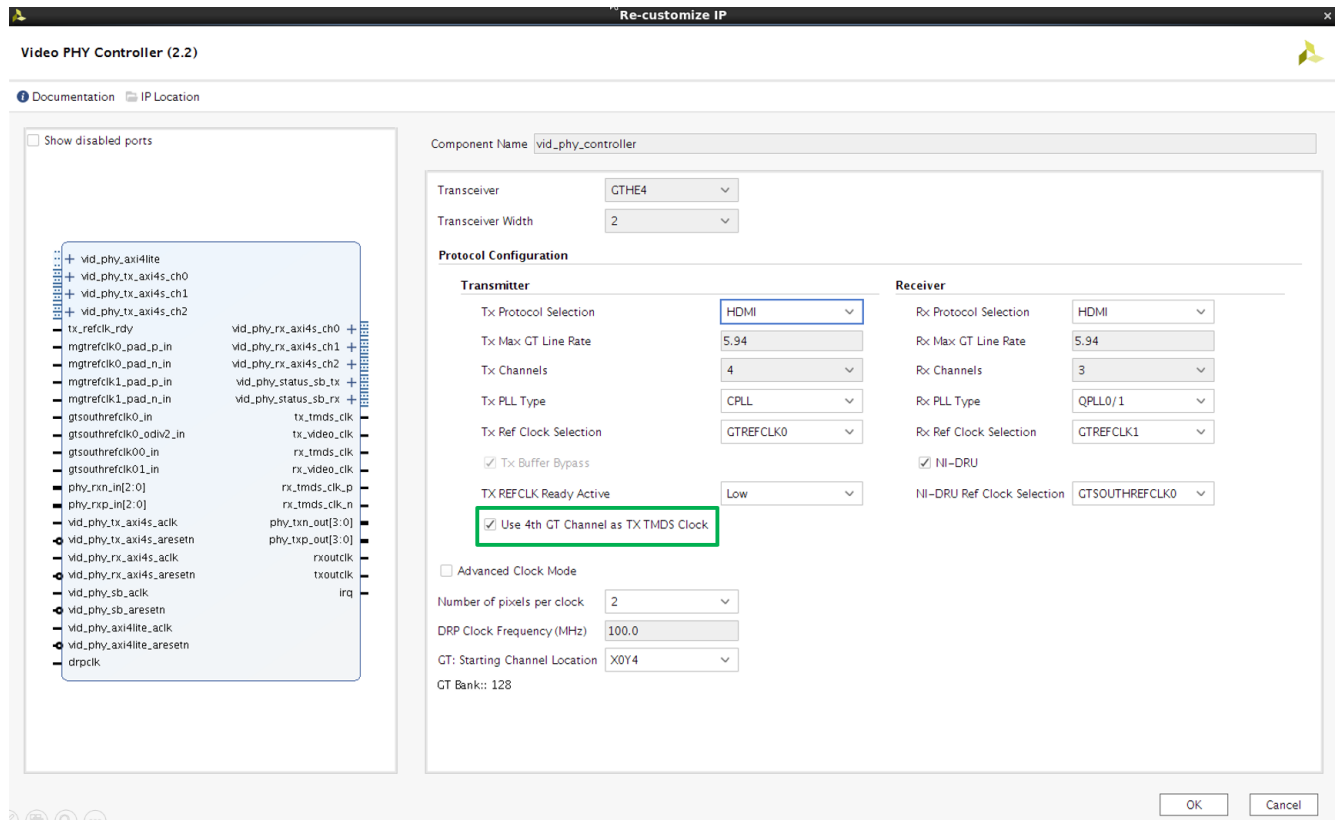 Re-customize IP
Video PHY Controller (2.2)
Documentation IP Location
Show disabled ports
vid_phy_axi4lite
vid_phy_tx_axi4s_ch0
vid_phy_tx_axi4s_ch1
vid_phy_tx_axi4s_ch2
tx_refclk_rdy vid_phy_rx_axi4s_ch0
mgtrefclk0_pad_p_in vid_phy_rx_axi4s_ch1
mgtrefclk0_pad_n_in vid_phy_rx_axi4s_ch2
mgtrefclk1_pad_p_in vid_phy_status_sb_tx
mgtrefclk1_pad_n_in vid_phy_status_sb_rx
gtsouthrefclk0_in tx_tmds_clk
gtsouthrefclk0_odiv2_in tx_video_clk
gtsouthrefclk00_in rx_tmds_clk
gtsouthrefclk01_in rx_video_clk
phy_rxn_in[2:0] rx_tmds_clk_p
phy_rxp_in[2:0] rx_tmds_clk_n
vid_phy_tx_axi4s_aclk phy_txn_out[3:0]
vid_phy_tx_axi4s_aresetn phy_txp_out[3:0]
vid_phy_rx_axi4s_aclk rxoutclk
vid_phy_rx_axi4s_aresetn txoutclk
vid_phy_sb_aclk irq
vid_phy_sb_aresetn
vid_phy_axi4lite_aclk
vid_phy_axi4lite_aresetn
drpclk
Component Name vid_phy_controller
Transceiver GTHE4
Transceiver Width 2
Protocol Configuration
Transmitter Receiver
Tx Protocol Selection HDMI Rx Protocol Selection HDMI
Tx Max GT Line Rate 5.94 Rx Max GT Line Rate 5.94
Tx Channels 4 Rx Channels 3
Tx PLL Type CPLL Rx PLL Type QPLL0/1
Tx Ref Clock Selection GTREFCLK0 Rx Ref Clock Selection GTREFCLK1
Tx Buffer Bypass NI-DRU
TX REFCLK Ready Active Low NI-DRU Ref Clock Selection GTSOUTHREFCLK0
Use 4th GT Channel as TX TMDS Clock
Advanced Clock Mode
Number of pixels per clock 2
DRP Clock Frequency (MHz) 100.0
GT: Starting Channel Location X0Y4
GT Bank:: 128
OK Cancel